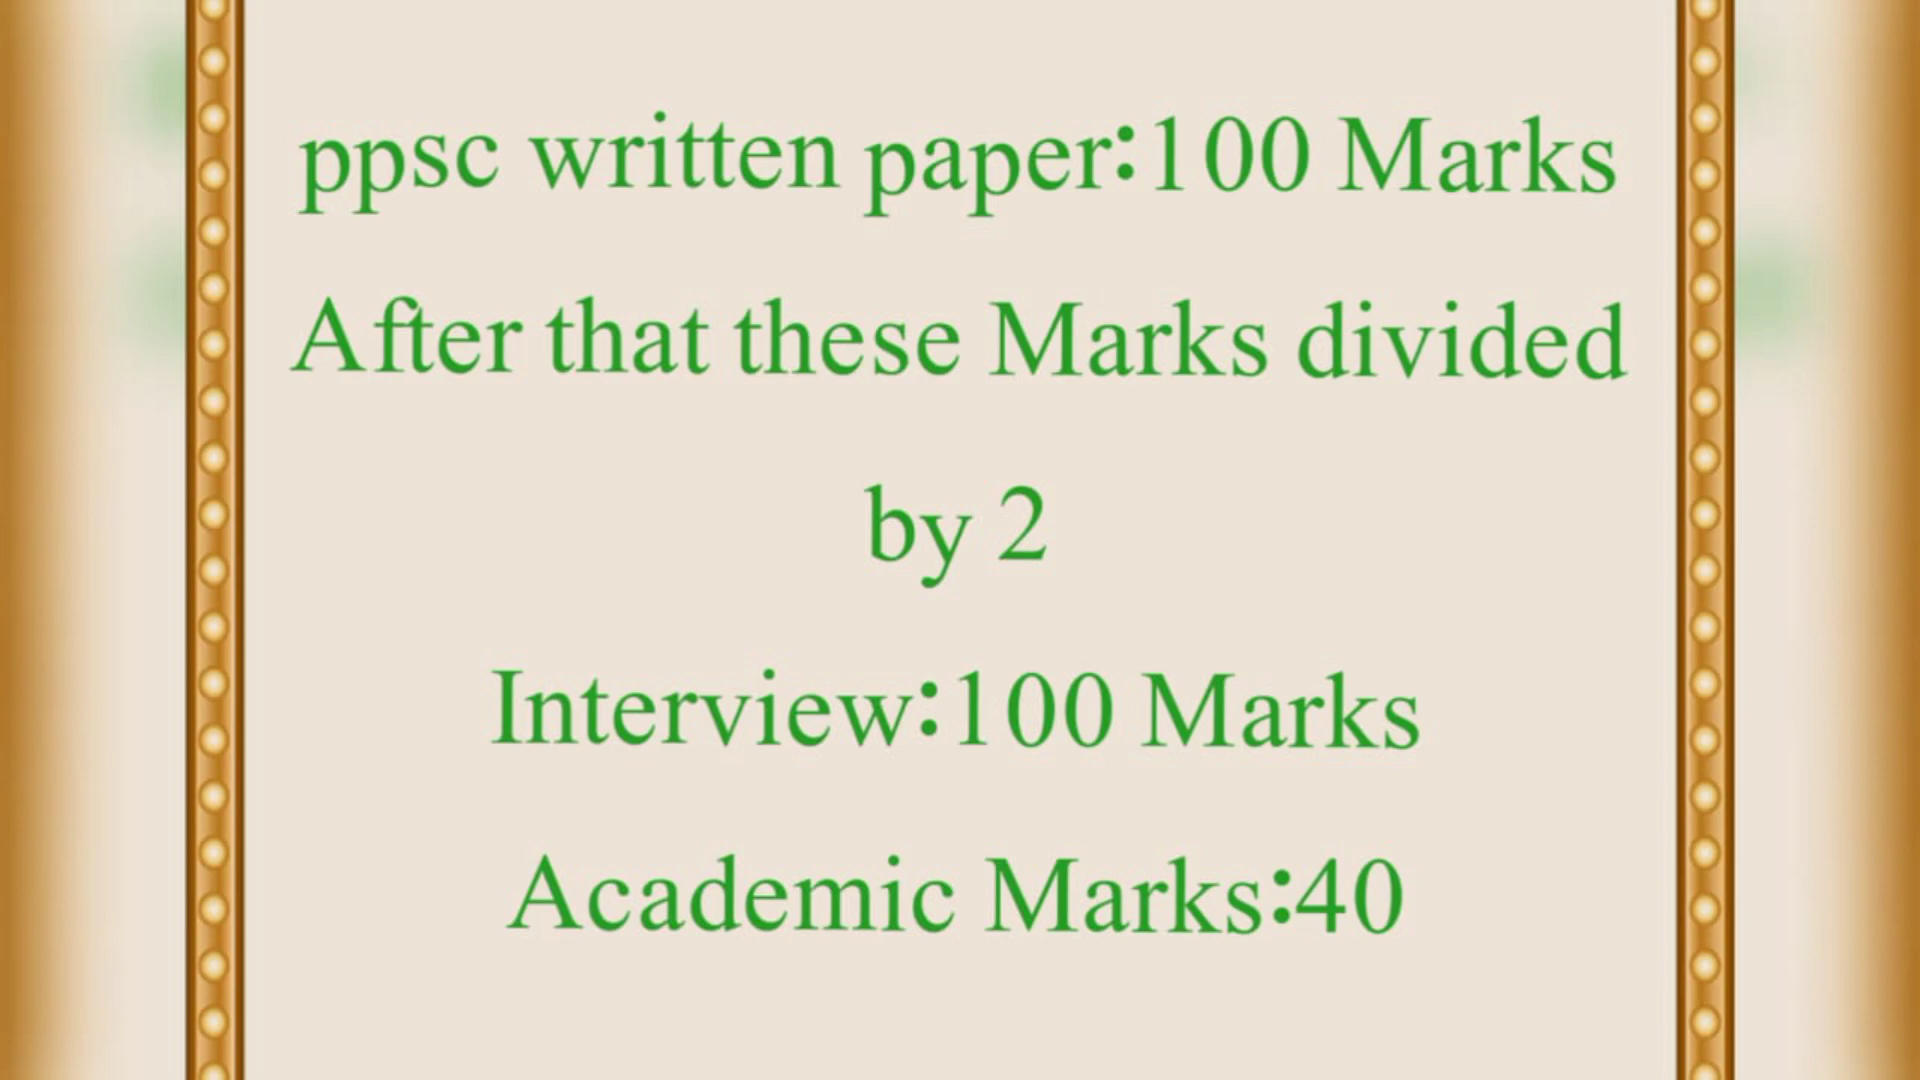 ppsc written paper:100 Marks
After that these Marks divided
by 2
Interview:100 Marks
Academic Marks:40